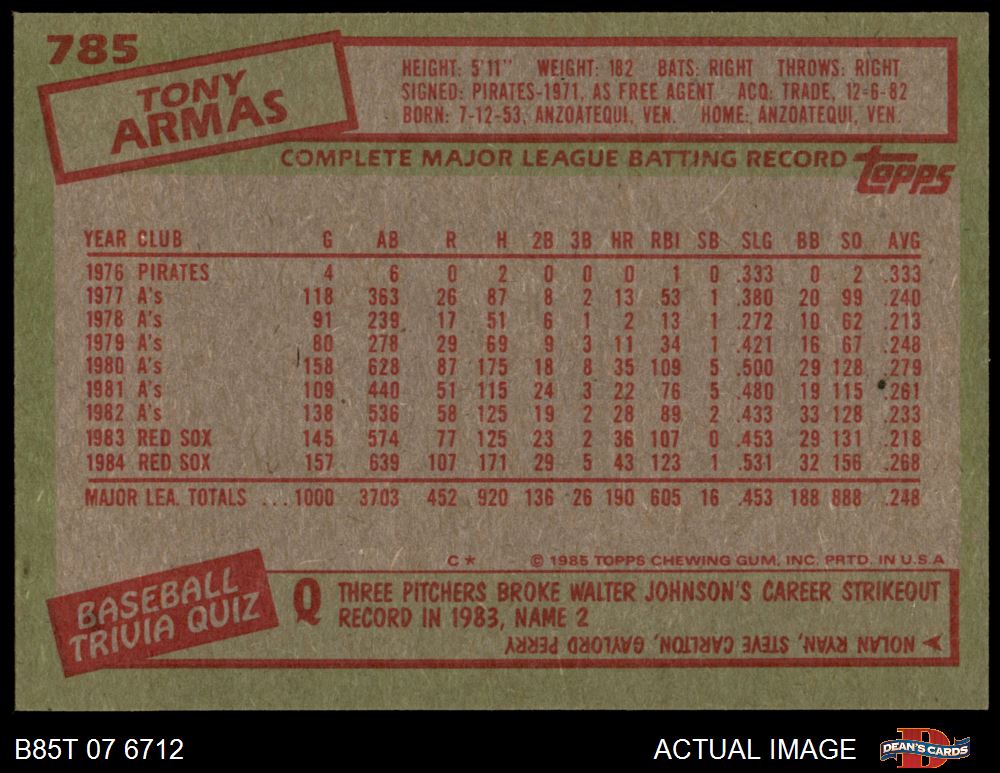 785
TONY
ARMAS
HEIGHT: 5'11" WEIGHT: 182 BATS: RIGHT THROWS: RIGHT
SIGNED: PIRATES-1971, AS FREE AGENT ACQ. TRADE, 12-6-82
BORN: 7-12-53, ANZOATEQUI, VEN. HOME: ANZOATEQUI, VEN.
COMPLETE MAJOR LEAGUE BATTING RECORD topps
YEAR CLUB G AB R H 2B 3B HR RBI SB SLG BB SO AVG
1976 PIRATES 4 6 0 2 0 0 0 1 0 .333 0 2 .333
1977 A's 118 363 26 87 8 2 13 53 1 .380 20 99 .240
1978 A's 91 239 17 51 6 1 2 13 1 .272 10 62 .213
1979 A's 80 278 29 69 9 3 11 34 1 .421 16 67 .248
1980 A's 158 628 87 175 18 8 35 109 5 .500 29 128 .279
1981 A's 109 440 51 115 24 3 22 76 5 .480 19 115 .261
1982 A's 138 536 58 125 19 2 28 89 2 .433 33 128 .233
1983 RED SOX 145 574 77 125 23 2 36 107 0 .453 29 131 .218
1984 RED SOX 157 639 107 171 29 5 43 123 1 .531 32 156 .268
MAJOR LEA. TOTALS ...1000 3703 452 920 136 26 190 605 16 .453 188 888 .248
C* © 1985 TOPPS CHEWING GUM, INC. PRTD. IN U.S.A
BASEBALL
TRIVIA QUIZ
Q THREE PITCHERS BROKE WALTER JOHNSON'S CAREER STRIKEOUT
RECORD IN 1983, NAME 2
NOLAN RYAN, STEVE CARLTON, GAYLORD PERRY
B85T 07 6712 ACTUAL IMAGE DEAN'S CARDS